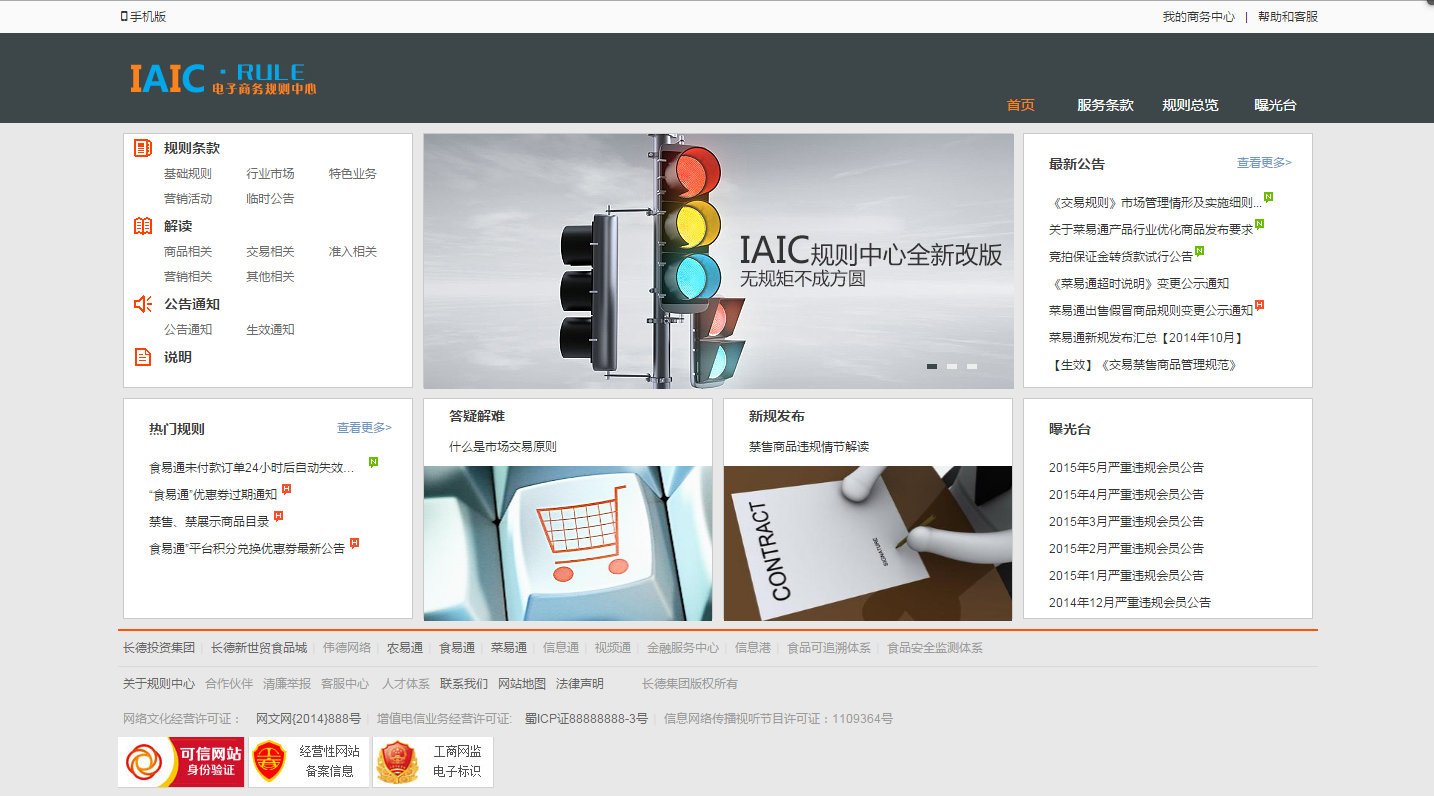 手机版
我的商务中心 | 帮助和客服
IAIC · RULE
电子商务规则中心
首页 服务条款 规则总览 曝光台
规则条款
基础规则 行业市场 特色业务
营销活动 临时公告
解读
商品相关 交易相关 准入相关
营销相关 其他相关
公告通知
公告通知 生效通知
说明
IAIC规则中心全新改版
无规矩不成方圆
最新公告 查看更多>
《交易规则》市场管理情形及实施细则... N
关于菜易通产品行业优化商品发布要求 N
竞拍保证金转货款试行公告 N
《菜易通超时说明》变更公示通知
菜易通出售假冒商品规则变更公示通知 H
菜易通新规发布汇总【2014年10月】
【生效】《交易禁售商品管理规范》
热门规则 查看更多>
食易通未付款订单24小时后自动失效... N
“食易通”优惠券过期通知 H
禁售、禁展示商品目录 H
食易通”平台积分兑换优惠券最新公告 H
答疑解难
什么是市场交易原则
新规发布
禁售商品违规情节解读
CONTRACT
SIGNATURE
曝光台
2015年5月严重违规会员公告
2015年4月严重违规会员公告
2015年3月严重违规会员公告
2015年2月严重违规会员公告
2015年1月严重违规会员公告
2014年12月严重违规会员公告
长德投资集团 | 长德新世贸食品城 | 伟德网络 | 农易通 | 食易通 | 菜易通 | 信息通 | 视频通 | 金融服务中心 | 信息港 | 食品可追溯体系 | 食品安全监测体系
关于规则中心 合作伙伴 清廉举报 客服中心 人才体系 联系我们 网站地图 法律声明 长德集团版权所有
网络文化经营许可证： 网文网{2014}888号 | 增值电信业务经营许可证: 蜀ICP证88888888-3号 | 信息网络传播视听节目许可证：1109364号
可信网站
身份验证
经营性网站
备案信息
工商网监
电子标识